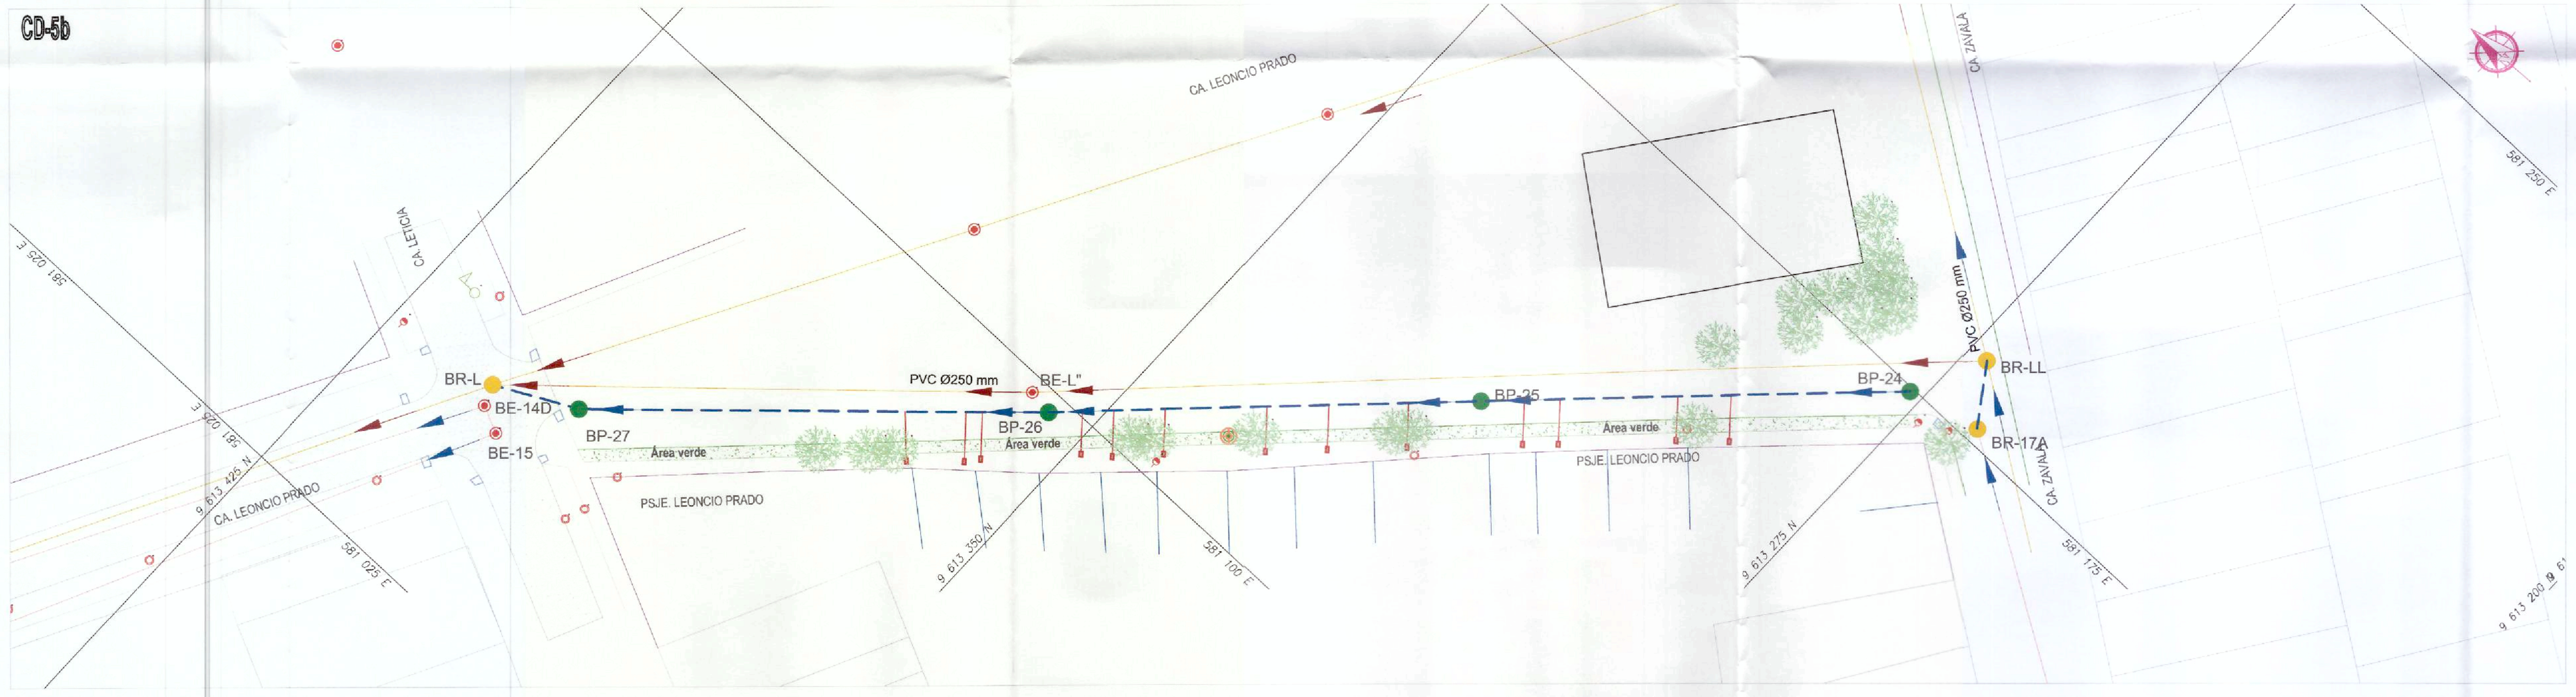 CD-5b
CA. ZAVALA
CA. LEONCIO PRADO
581 250 E
CA. LETICIA
581 025 E
PVC Ø250 mm
BR-L
PVC Ø250 mm
BE-L"
BP-24
BR-LL
BP-25
BE-14D
BP-27
BP-26
BR-17A
BE-15
Área verde
Área verde
Área verde
581 025 E
9 613 425 N
CA. LEONCIO PRADO
PSJE. LEONCIO PRADO
PSJE. LEONCIO PRADO
CA. ZAVALA
581 025 E
9 613 350 N
581 100 E
9 613 275 N
581 175 E
9 613 200 N